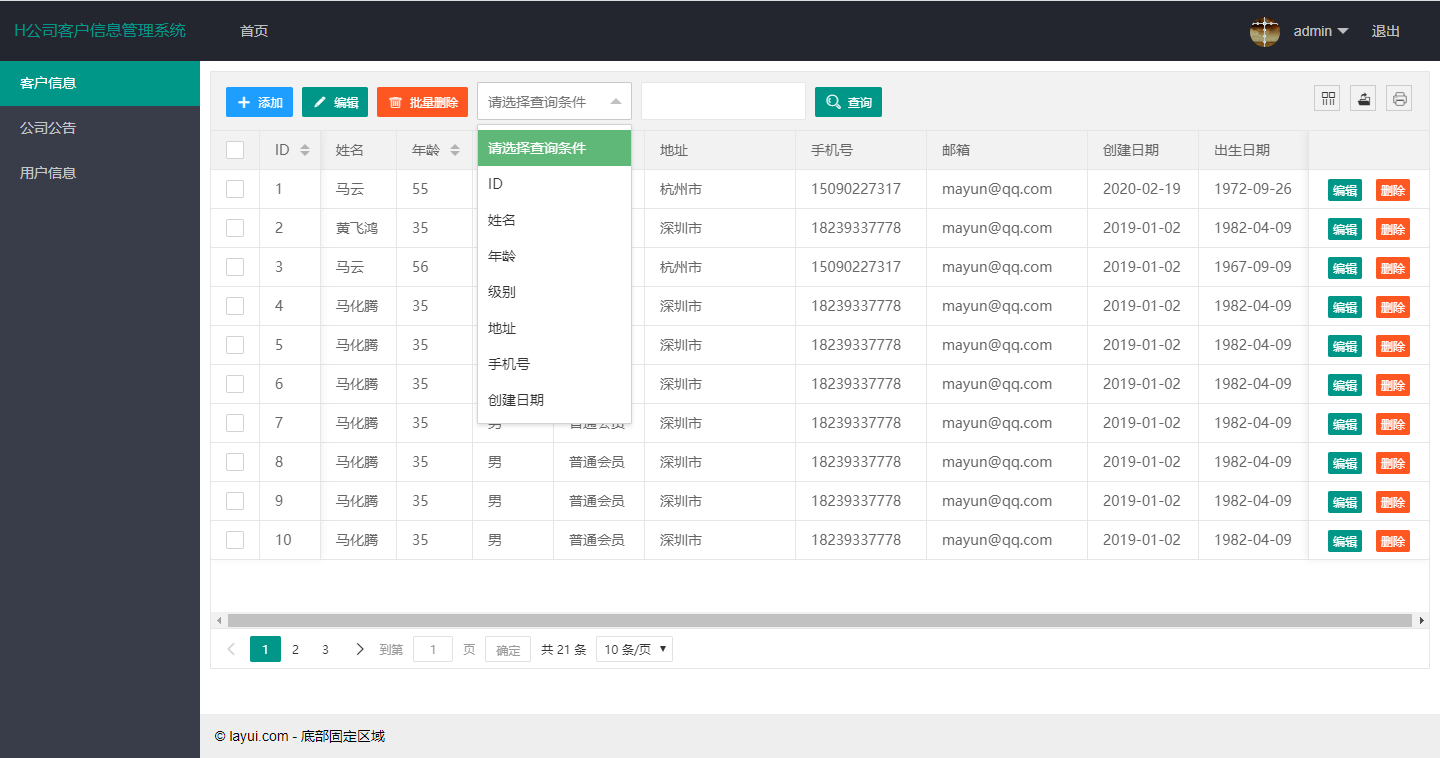 H公司客户信息管理系统 首页 admin 退出
客户信息
公司公告
用户信息
添加 编辑 批量删除 请选择查询条件 查询
请选择查询条件
ID
姓名
年龄
级别
地址
手机号
创建日期
ID 姓名 年龄 地址 手机号 邮箱 创建日期 出生日期
1 马云 55 杭州市 15090227317 mayun@qq.com 2020-02-19 1972-09-26 编辑 删除
2 黄飞鸿 35 深圳市 18239337778 mayun@qq.com 2019-01-02 1982-04-09 编辑 删除
3 马云 56 杭州市 15090227317 mayun@qq.com 2019-01-02 1967-09-09 编辑 删除
4 马化腾 35 深圳市 18239337778 mayun@qq.com 2019-01-02 1982-04-09 编辑 删除
5 马化腾 35 深圳市 18239337778 mayun@qq.com 2019-01-02 1982-04-09 编辑 删除
6 马化腾 35 深圳市 18239337778 mayun@qq.com 2019-01-02 1982-04-09 编辑 删除
7 马化腾 35 男 普通会员 深圳市 18239337778 mayun@qq.com 2019-01-02 1982-04-09 编辑 删除
8 马化腾 35 男 普通会员 深圳市 18239337778 mayun@qq.com 2019-01-02 1982-04-09 编辑 删除
9 马化腾 35 男 普通会员 深圳市 18239337778 mayun@qq.com 2019-01-02 1982-04-09 编辑 删除
10 马化腾 35 男 普通会员 深圳市 18239337778 mayun@qq.com 2019-01-02 1982-04-09 编辑 删除
1 2 3 到第 1 页 确定 共 21 条 10 条/页
© layui.com - 底部固定区域